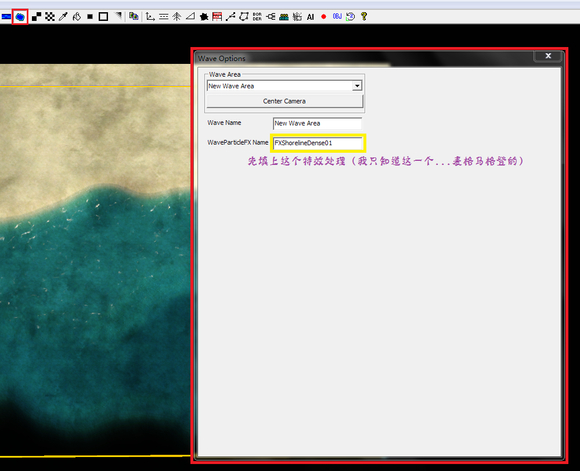 BOR
DER
AI
OBJ
?
Wave Options
Wave Area
New Wave Area
Center Camera
Wave Name New Wave Area
WaveParticleFX Name FXShorelineDense01
先填上这个特效处理（我只知道这一个...麦格马格登的）